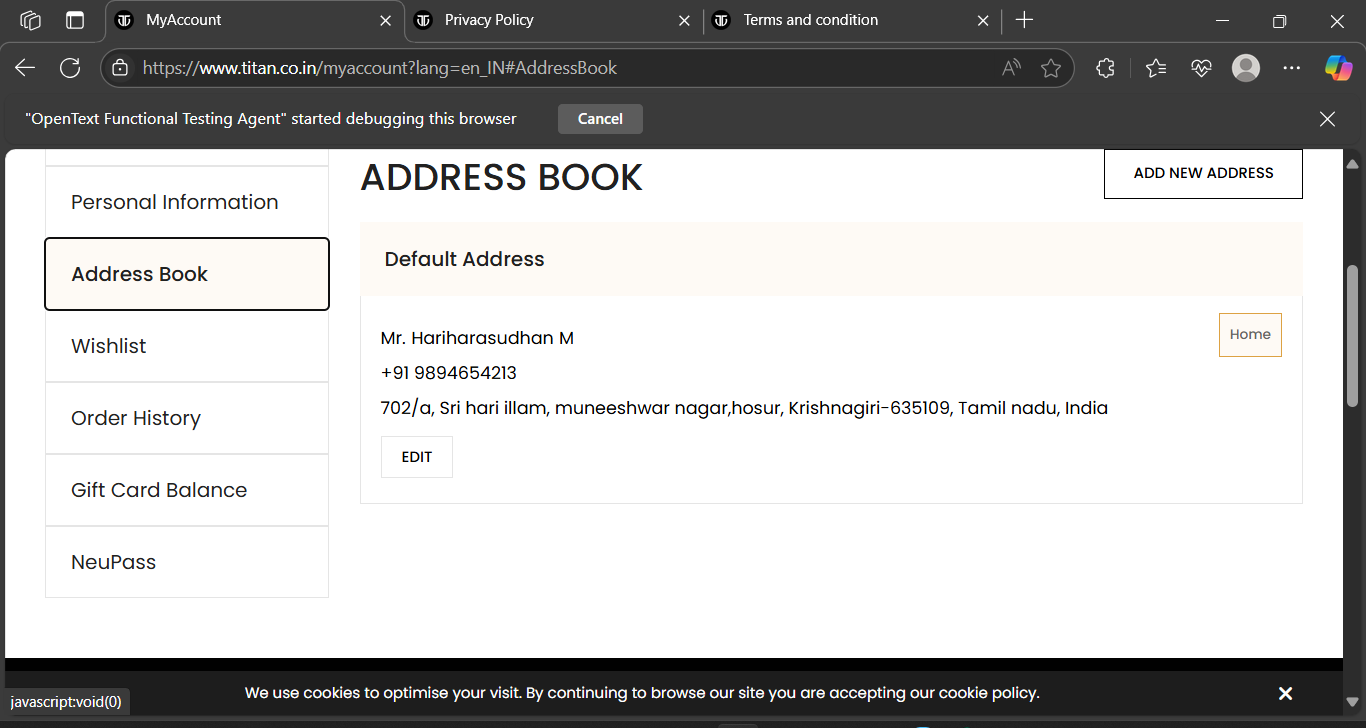 MyAccount
Privacy Policy
Terms and condition
https://www.titan.co.in/myaccount?lang=en_IN#AddressBook
"OpenText Functional Testing Agent" started debugging this browser
Cancel
Personal Information
Address Book
Wishlist
Order History
Gift Card Balance
NeuPass
ADDRESS BOOK
ADD NEW ADDRESS
Default Address
Mr. Hariharasudhan M
Home
+91 9894654213
702/a, Sri hari illam, muneeshwar nagar,hosur, Krishnagiri-635109, Tamil nadu, India
EDIT
We use cookies to optimise your visit. By continuing to browse our site you are accepting our cookie policy.
javascript:void(0)